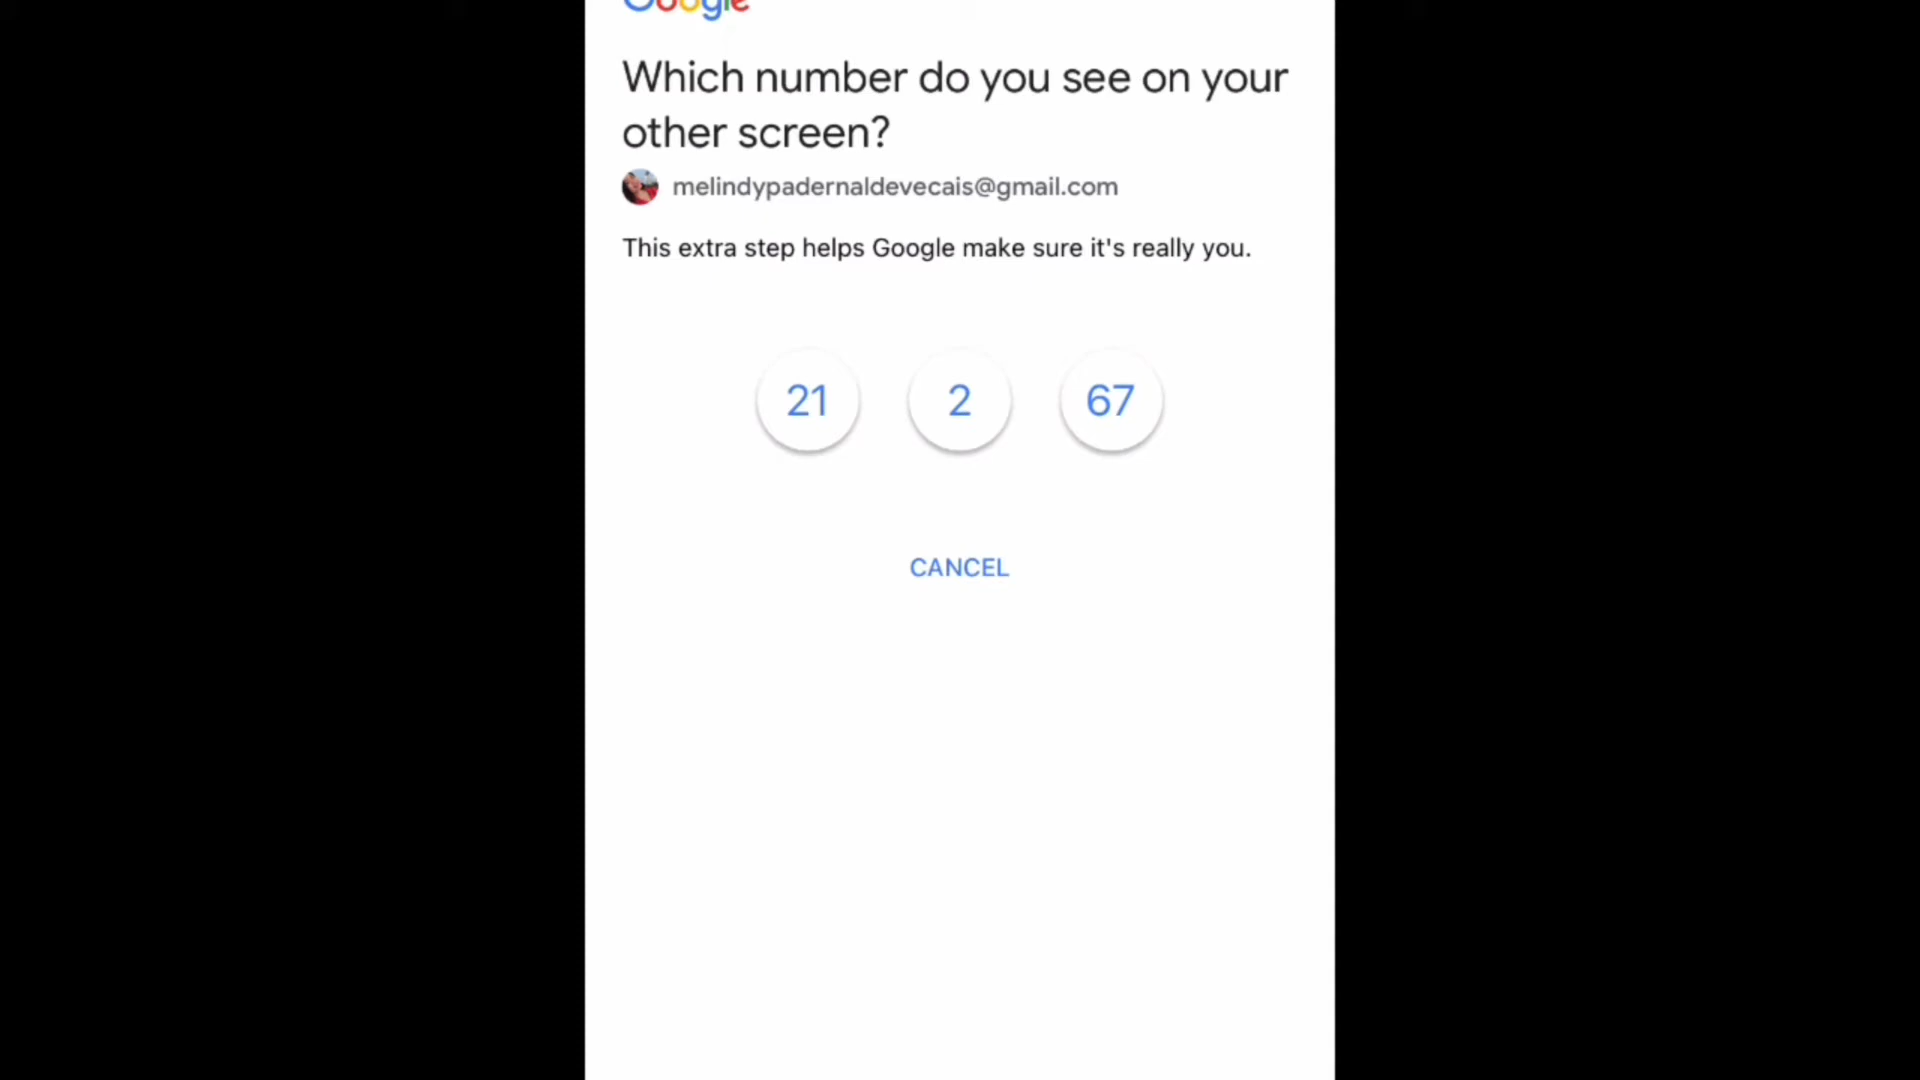 Google
Which number do you see on your
other screen?
melindypadernaldevecais@gmail.com
This extra step helps Google make sure it's really you.
21 2 67
CANCEL